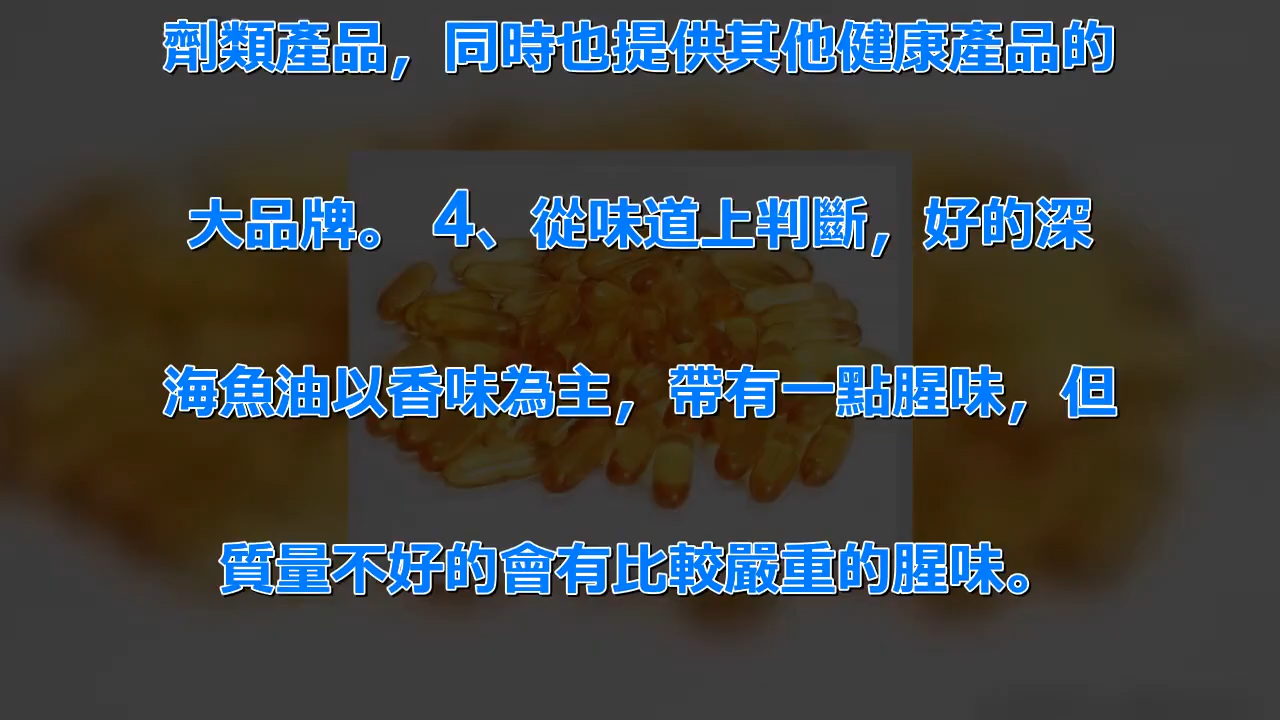 劑類產品，同時也提供其他健康產品的
大品牌。 4、從味道上判斷，好的深
海魚油以香味為主，帶有一點腥味，但
質量不好的會有比較嚴重的腥味。